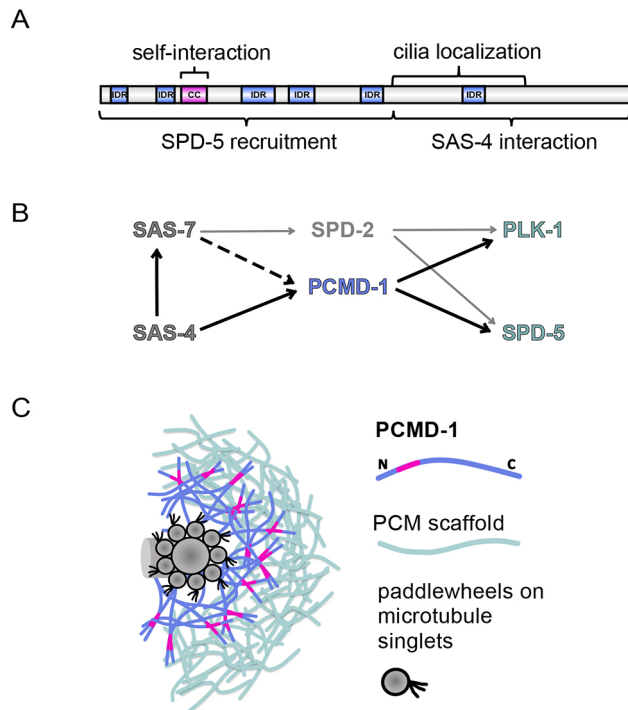 A
self-interaction
cilia localization
IDR IDR CC IDR IDR IDR IDR
SPD-5 recruitment
SAS-4 interaction
B
SAS-7 SPD-2 PLK-1
PCMD-1
SAS-4 SPD-5
C
PCMD-1
N C
PCM scaffold
paddlewheels on
microtubule
singlets